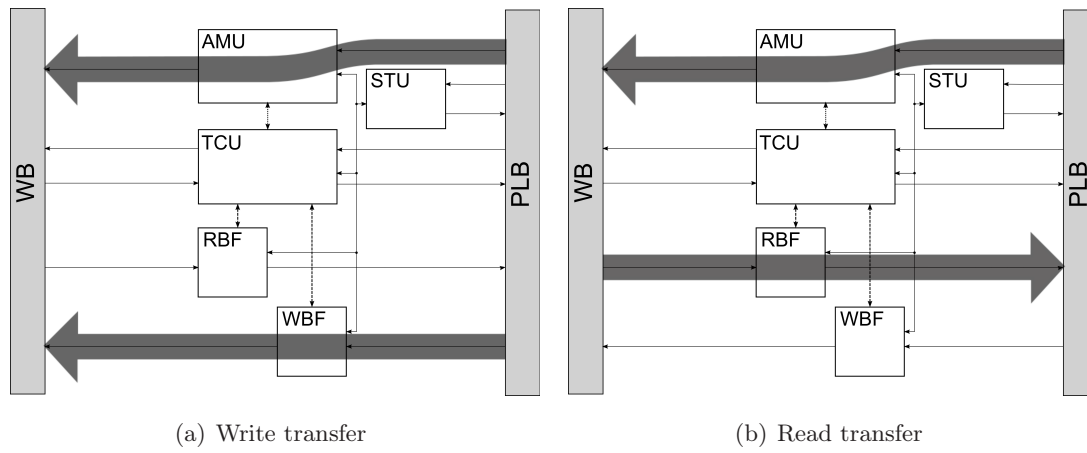 AMU
STU
TCU
WB
PLB
RBF
WBF
(a) Write transfer
AMU
STU
TCU
WB
PLB
RBF
WBF
(b) Read transfer